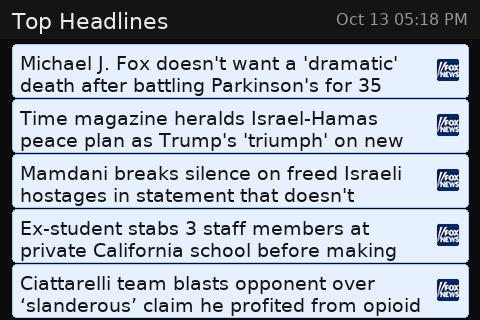 Top Headlines
Oct 13 05:18 PM
Michael J. Fox doesn't want a 'dramatic'
death after battling Parkinson's for 35
FOX
NEWS
Time magazine heralds Israel-Hamas
peace plan as Trump's 'triumph' on new
FOX
NEWS
Mamdani breaks silence on freed Israeli
hostages in statement that doesn't
FOX
NEWS
Ex-student stabs 3 staff members at
private California school before making
FOX
NEWS
Ciattarelli team blasts opponent over
‘slanderous’ claim he profited from opioid
FOX
NEWS